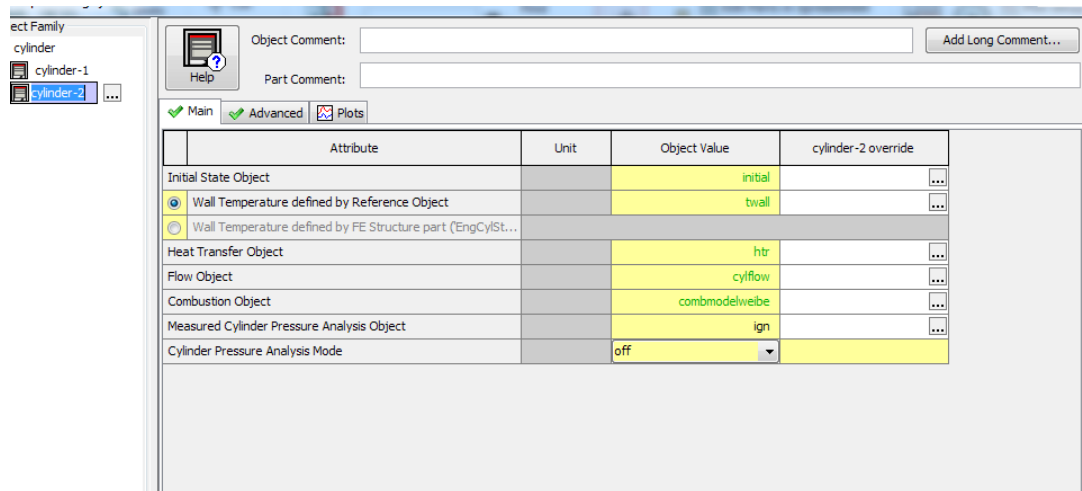 ect Family
cylinder
cylinder-1
cylinder-2 ...
Help
Object Comment:
Add Long Comment...
Part Comment:
Main Advanced Plots
Attribute Unit Object Value cylinder-2 override
Initial State Object initial ...
Wall Temperature defined by Reference Object twall ...
Wall Temperature defined by FE Structure part ('EngCylSt...
Heat Transfer Object htr ...
Flow Object cylflow ...
Combustion Object combmodelweibe ...
Measured Cylinder Pressure Analysis Object ign ...
Cylinder Pressure Analysis Mode off